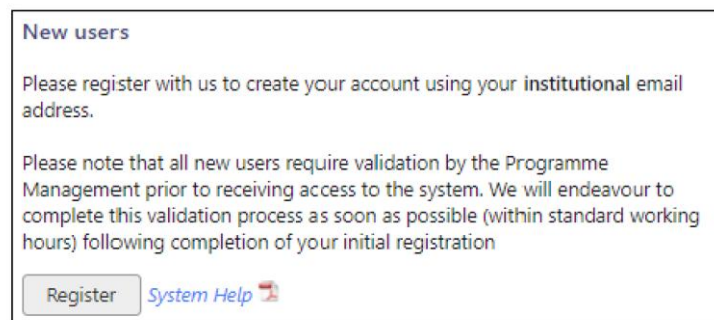 New users
Please register with us to create your account using your institutional email
address.
Please note that all new users require validation by the Programme
Management prior to receiving access to the system. We will endeavour to
complete this validation process as soon as possible (within standard working
hours) following completion of your initial registration
Register System Help